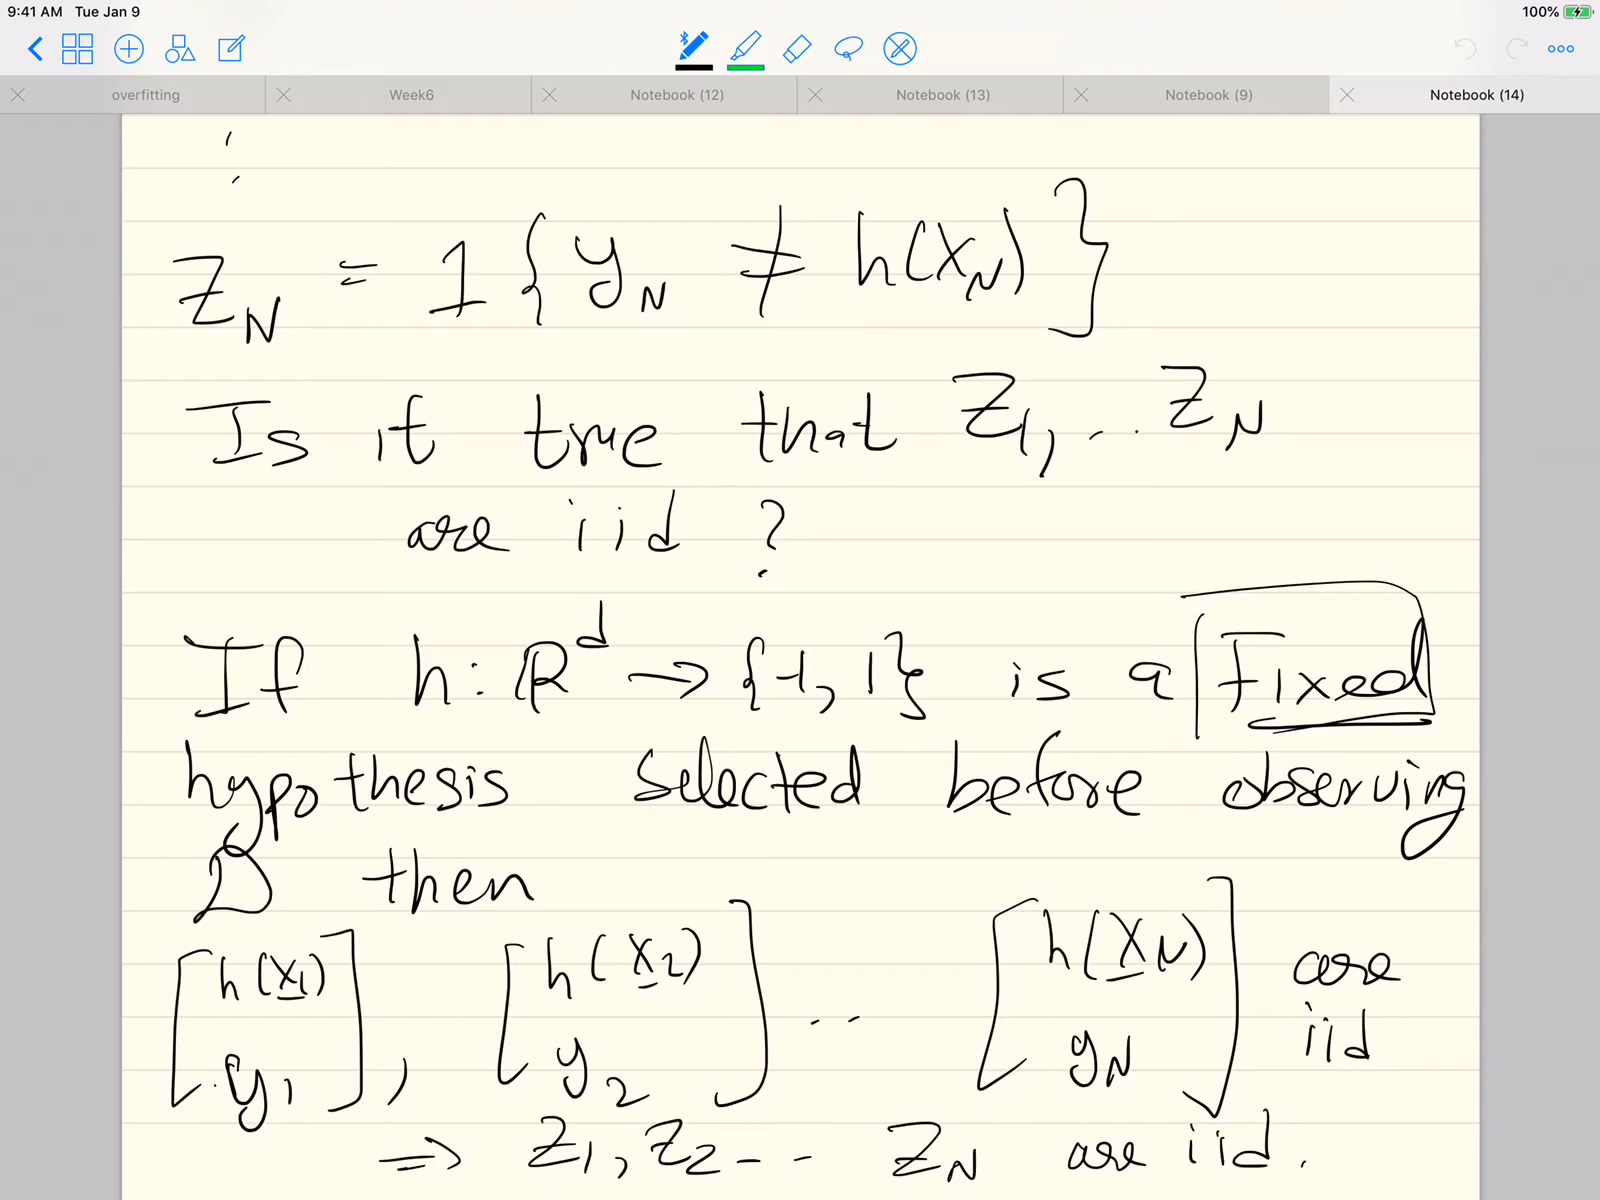 9:41 AM Tue Jan 9 100%
overfitting Week6 Notebook (12) Notebook (13) Notebook (9) Notebook (14)
Z_N = 1 { y_N ≠ h(X_N) }
Is it true that Z_1, .. Z_N
are iid ?
If h: ℝ^d → {-1, 1} is a Fixed
hypothesis selected before observing
D then
[h(x_1) y_1], [h(x_2) y_2] .. [h(x_N) y_N] are iid
⇒ Z_1, Z_2 - .. Z_N are iid.